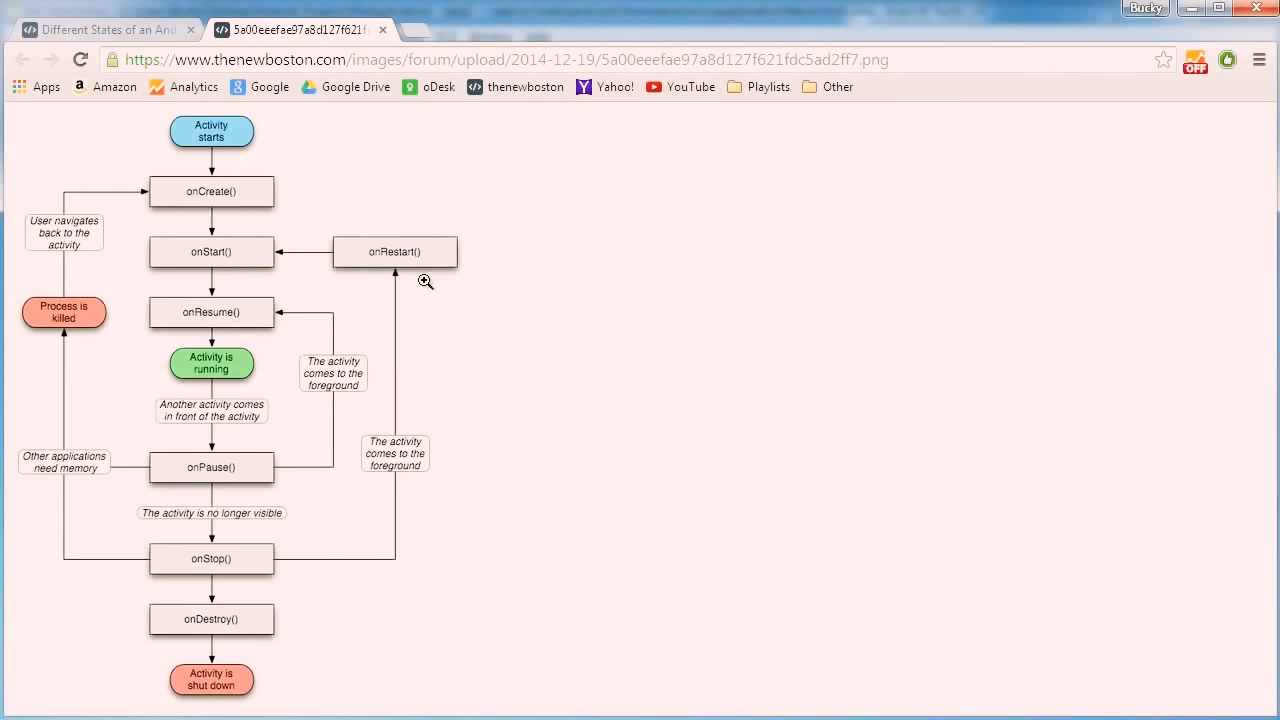 Bucky
Different States of an And
5a00eeefae97a8d127f621f
https://www.thenewboston.com/images/forum/upload/2014-12-19/5a00eeefae97a8d127f621fdc5ad2ff7.png
OFF
Apps
Amazon
Analytics
Google
Google Drive
oDesk
thenewboston
Yahoo!
YouTube
Playlists
Other
Activity
starts
onCreate()
User navigates
back to the
activity
onStart()
onRestart()
Process is
killed
onResume()
Activity is
running
The activity
comes to the
foreground
Another activity comes
in front of the activity
The activity
comes to the
foreground
Other applications
need memory
onPause()
The activity is no longer visible
onStop()
onDestroy()
Activity is
shut down